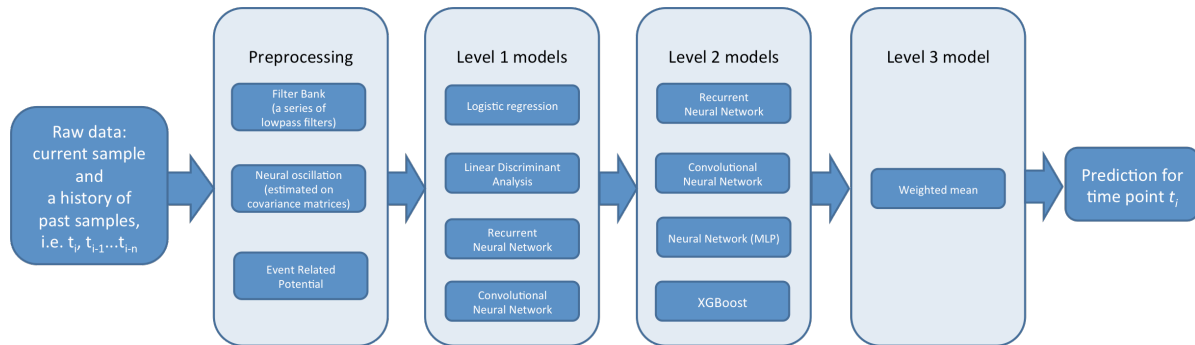 Raw data:
current sample
and
a history of
past samples,
i.e. tᵢ, tᵢ₋₁...tᵢ₋ₙ
Preprocessing
Filter Bank
(a series of
lowpass filters)
Neural oscillation
(estimated on
covariance matrices)
Event Related
Potential
Level 1 models
Logistic regression
Linear Discriminant
Analysis
Recurrent
Neural Network
Convolutional
Neural Network
Level 2 models
Recurrent
Neural Network
Convolutional
Neural Network
Neural Network (MLP)
XGBoost
Level 3 model
Weighted mean
Prediction for
time point tᵢ